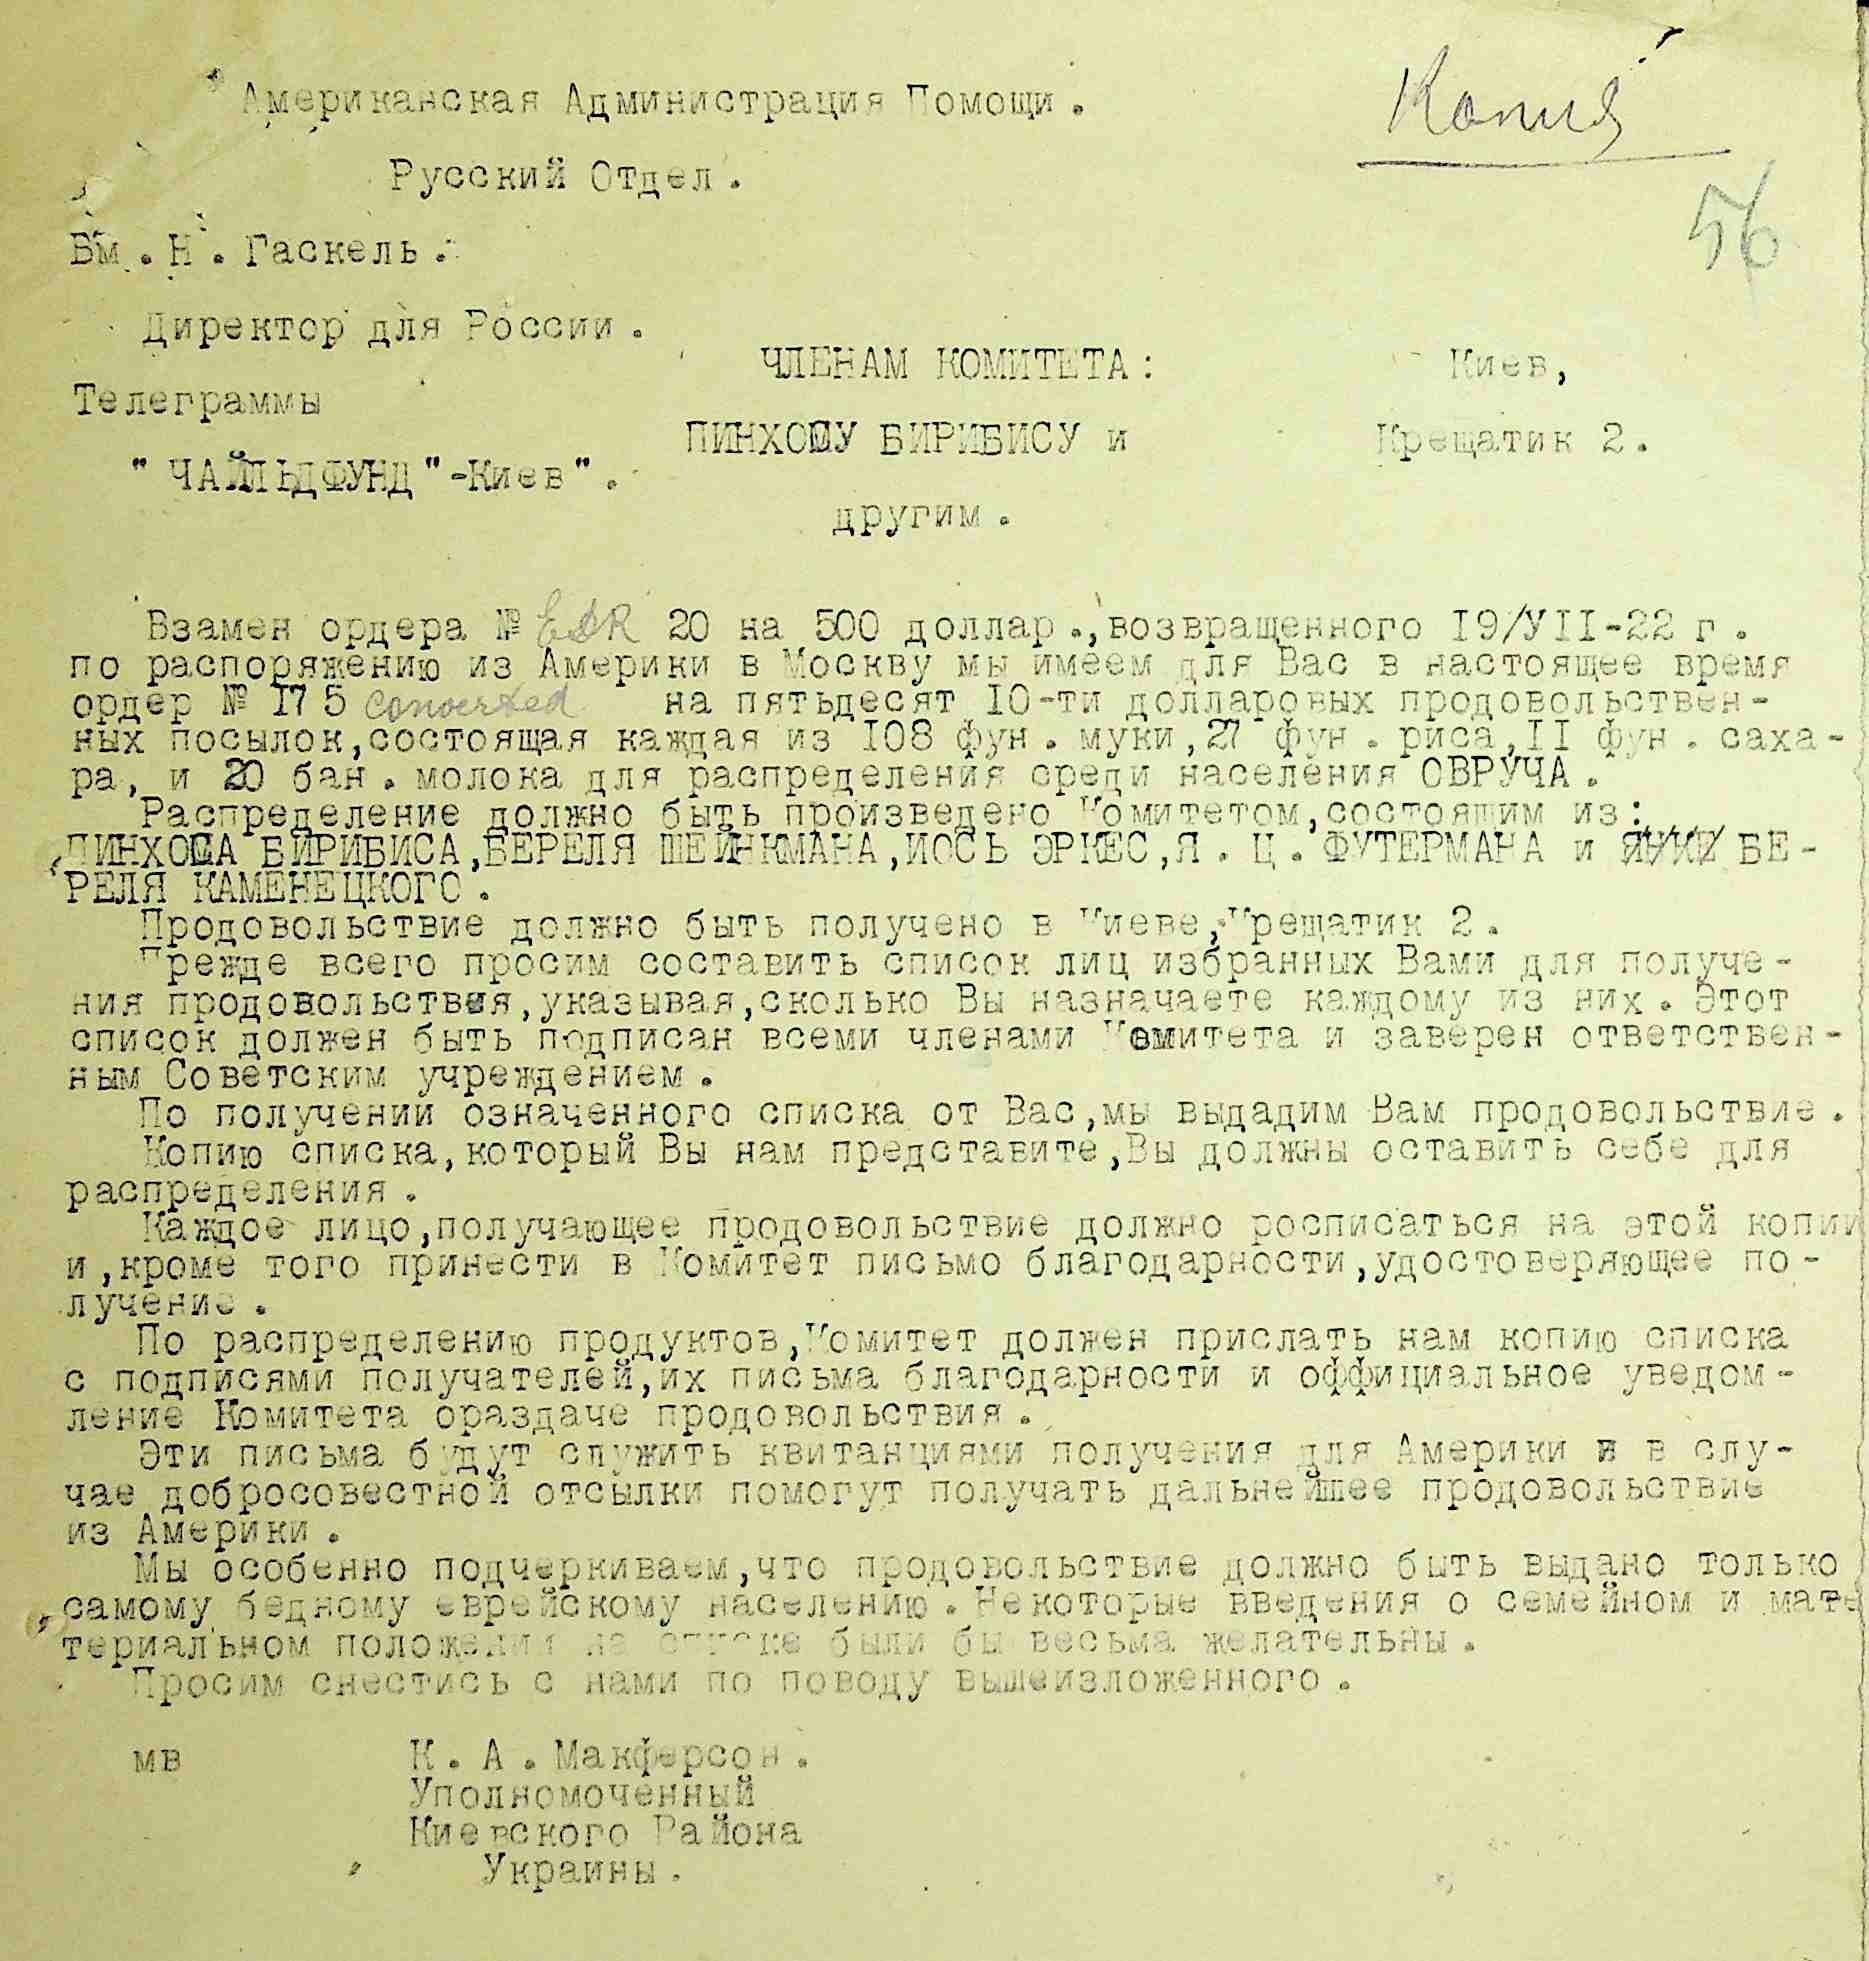 Копия
56
Американская Администрация Помощи.
Русский Отдел.
Вм. Н. Гаскель.
Директор для России.
ЧЛЕНАМ КОМИТЕТА:
Киев,
Телеграммы
ПИНХОСУ БИРИБИСУ и
Крещатик 2.
"ЧАЙЛЬДФУНД"-Киев".
другим.
Взамен ордера № EDR 20 на 500 доллар., возвращенного I9/УII-22 г.
по распоряжению из Америки в Москву мы имеем для Вас в настоящее время
ордер № I75 converted на пятьдесят IO-ти долларовых продовольствен-
ных посылок, состоящая каждая из I08 фун. муки, 27 фун. риса, II фун. саха-
ра, и 20 бан. молока для распределения среди населения ОВРУЧА.
Распределение должно быть произведено Комитетом, состоящим из:
ПИНХОСА БИРИБИСА, БЕРЕЛЯ ШЕЙНКМАНА, ИОСЬ ЭРКЕС, Я. Ц. ФУТЕРМАНА и БЕ-
РЕЛЯ КАМЕНЕЦКОГО.
Продовольствие должно быть получено в Киеве, Крещатик 2.
Прежде всего просим составить список лиц избранных Вами для получе-
ния продовольствия, указывая, сколько Вы назначаете каждому из них. Этот
список должен быть подписан всеми членами Комитета и заверен ответствен-
ным Советским учреждением.
По получении означенного списка от Вас, мы выдадим Вам продовольствие.
Копию списка, который Вы нам представите, Вы должны оставить себе для
распределения.
Каждое лицо, получающее продовольствие должно росписаться на этой копии
и, кроме того принести в Комитет письмо благодарности, удостоверяющее по-
лучение.
По распределению продуктов, Комитет должен прислать нам копию списка
с подписями получателей, их письма благодарности и оффициальное уведом-
ление Комитета ораздаче продовольствия.
Эти письма будут служить квитанциями получения для Америки и в слу-
чае добросовестной отсылки помогут получать дальнейшее продовольствие
из Америки.
Мы особенно подчеркиваем, что продовольствие должно быть выдано только
самому бедному еврейскому населению. Некоторые введения о семейном и мате
териальном положении на списке были бы весьма желательны.
Просим снестись с нами по поводу вышеизложенного.
мв
К. А. Макферсон.
Уполномоченный
Киевского Района
Украины.